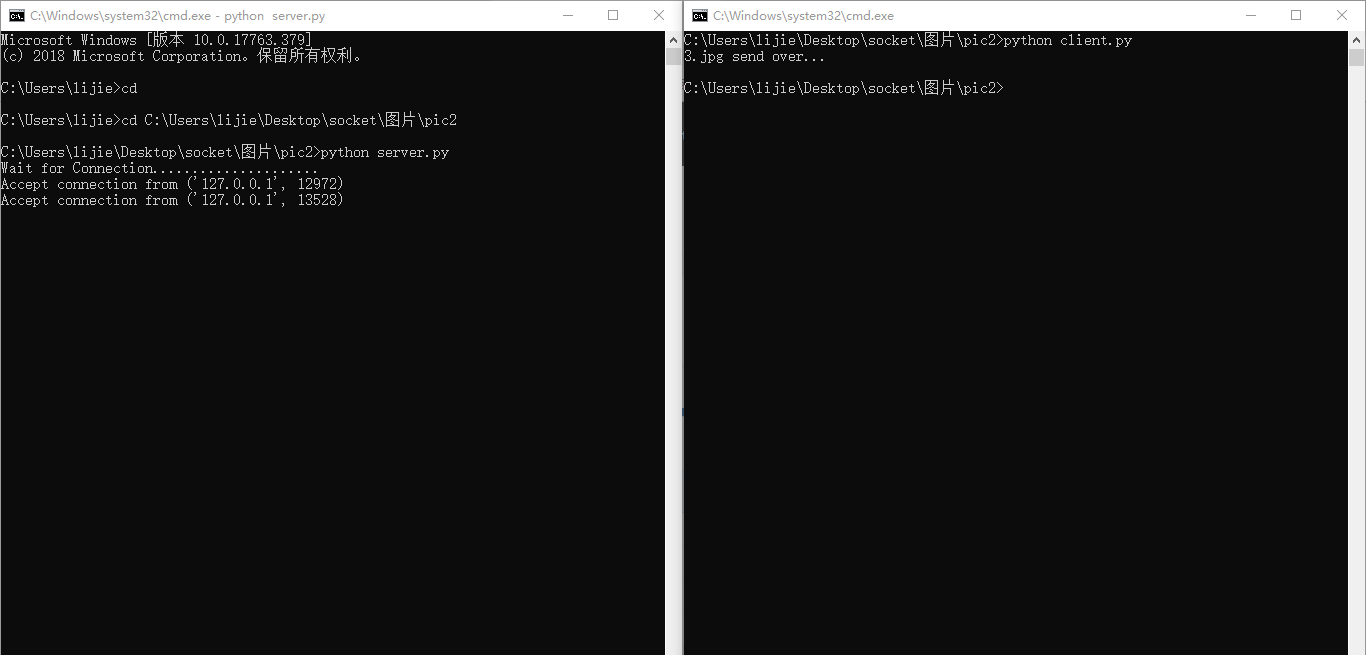 C:\Windows\system32\cmd.exe - python  server.py
Microsoft Windows [版本 10.0.17763.379]
(c) 2018 Microsoft Corporation。保留所有权利。
C:\Users\lijie>cd
C:\Users\lijie>cd C:\Users\lijie\Desktop\socket\图片\pic2
C:\Users\lijie\Desktop\socket\图片\pic2>python server.py
Wait for Connection.....................
Accept connection from ('127.0.0.1', 12972)
Accept connection from ('127.0.0.1', 13528)
C:\Windows\system32\cmd.exe
C:\Users\lijie\Desktop\socket\图片\pic2>python client.py
3.jpg send over...
C:\Users\lijie\Desktop\socket\图片\pic2>